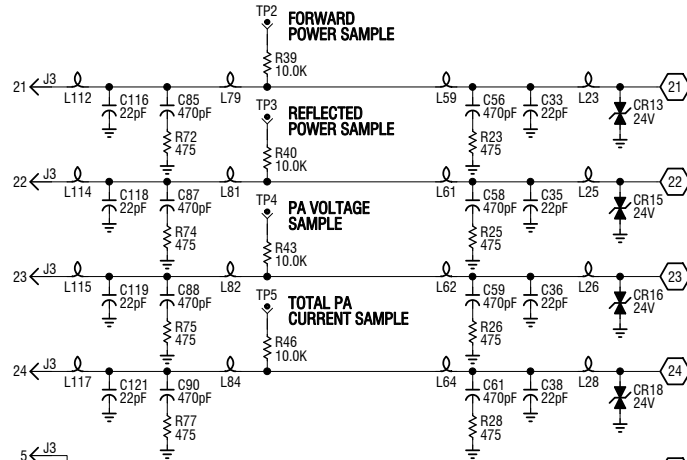 TP2 FORWARD
POWER SAMPLE
R39
10.0K
21 J3 L112 C116 22pF C85 470pF L79 L59 C56 470pF C33 22pF L23 CR13 24V 21
R72
475
R23
475
TP3 REFLECTED
POWER SAMPLE
R40
10.0K
22 J3 L114 C118 22pF C87 470pF L81 L61 C58 470pF C35 22pF L25 CR15 24V 22
R74
475
R25
475
TP4 PA VOLTAGE
SAMPLE
R43
10.0K
23 J3 L115 C119 22pF C88 470pF L82 L62 C59 470pF C36 22pF L26 CR16 24V 23
R75
475
R26
475
TP5 TOTAL PA
CURRENT SAMPLE
R46
10.0K
24 J3 L117 C121 22pF C90 470pF L84 L64 C61 470pF C38 22pF L28 CR18 24V 24
R77
475
R28
475
5 J3